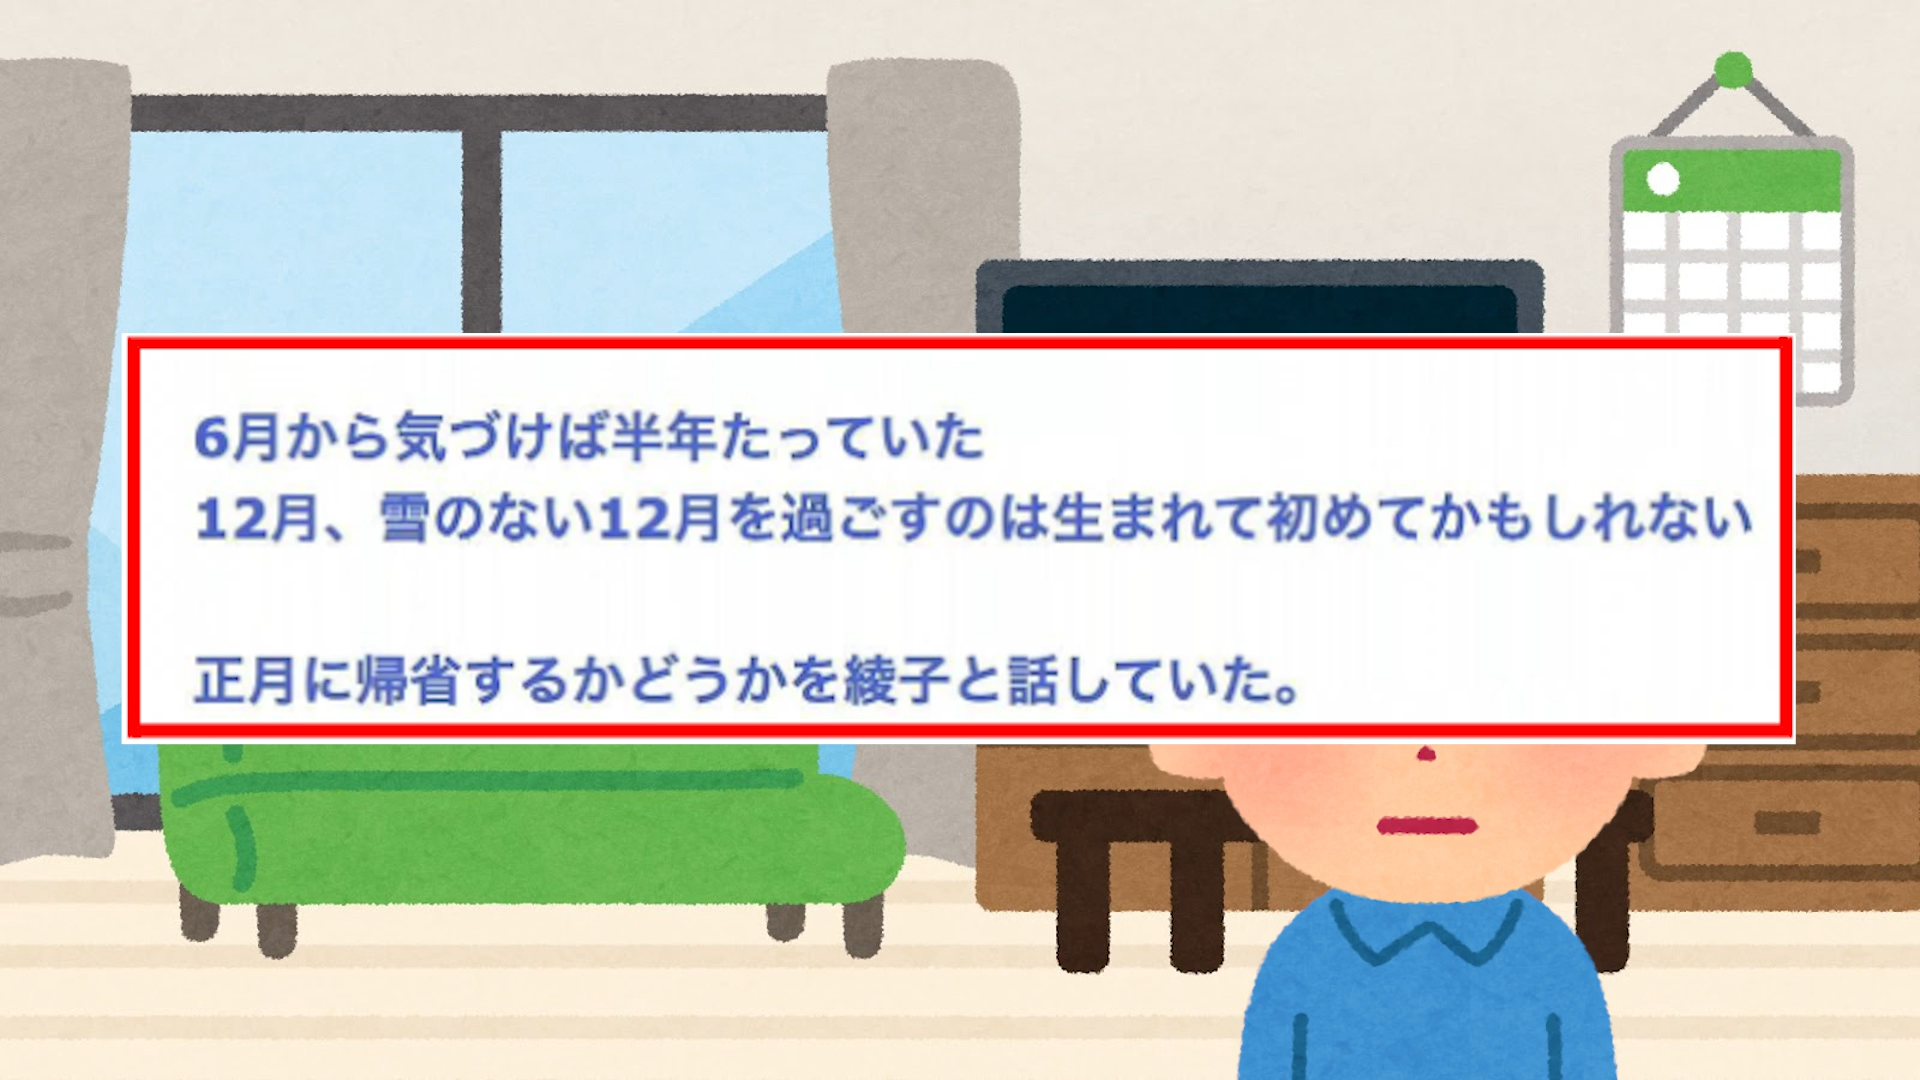 6月から気づけば半年たっていた
12月、雪のない12月を過ごすのは生まれて初めてかもしれない
正月に帰省するかどうかを綾子と話していた。